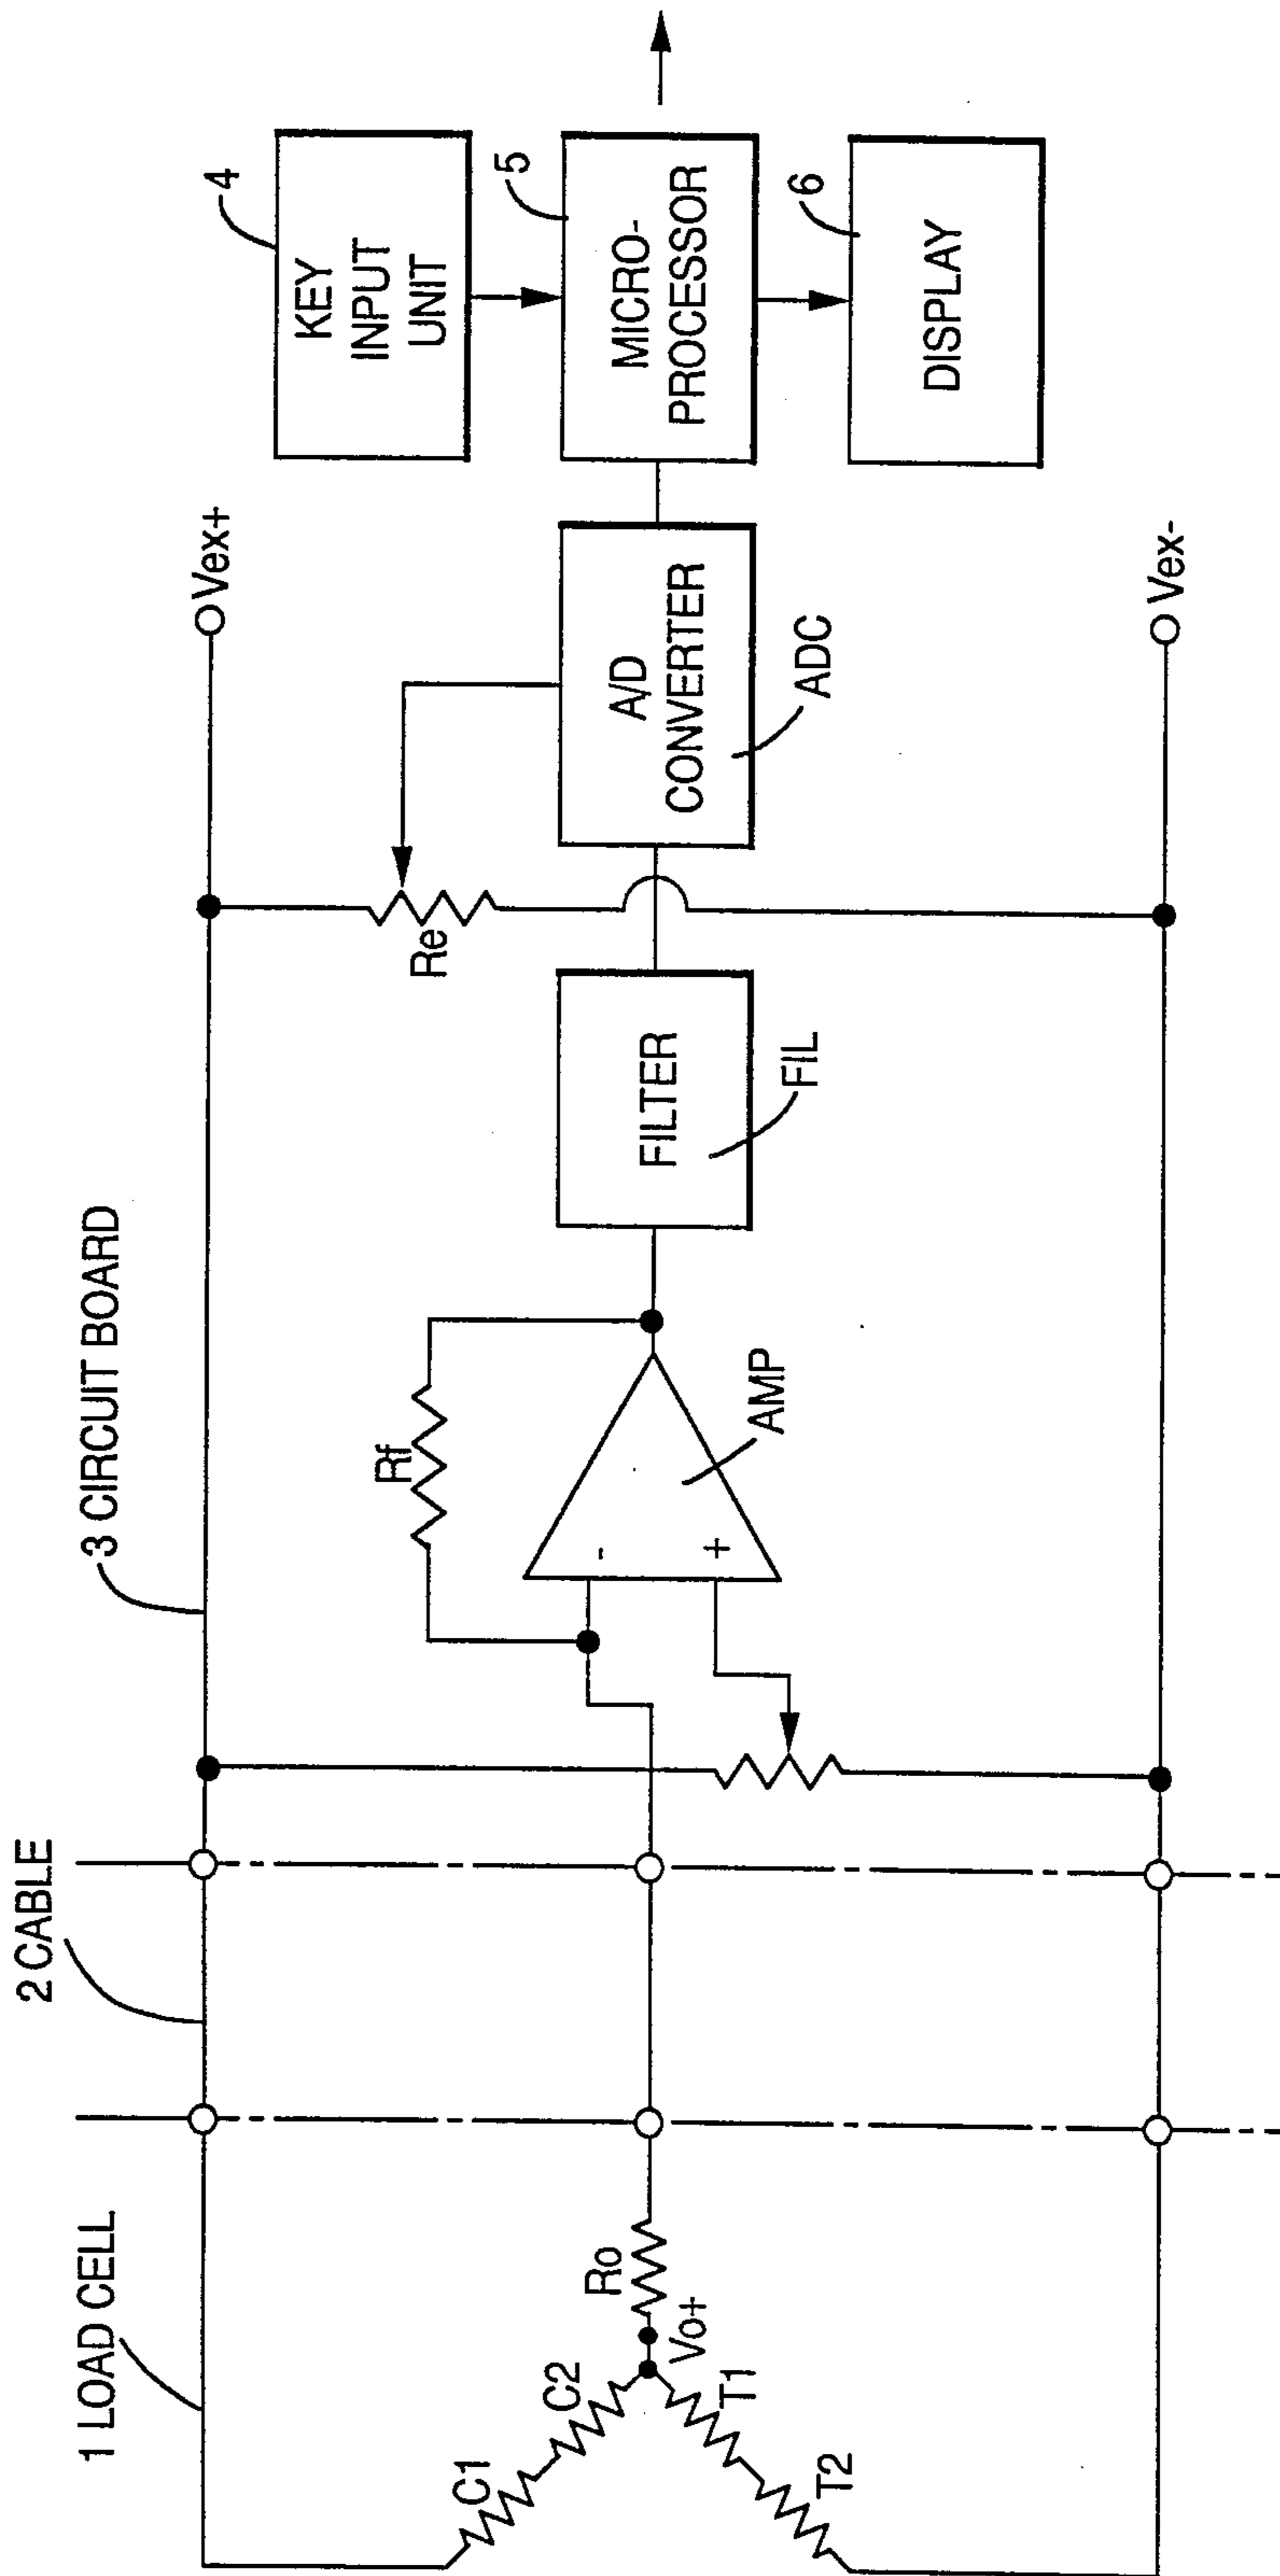 1 LOAD CELL
2 CABLE
3 CIRCUIT BOARD
Vex+
4
KEY
INPUT
UNIT
C1
C2
Ro
Vo+
T1
T2
Rf
-
+
AMP
FILTER
FIL
Re
A/D
CONVERTER
ADC
5
MICRO-
PROCESSOR
6
DISPLAY
Vex-